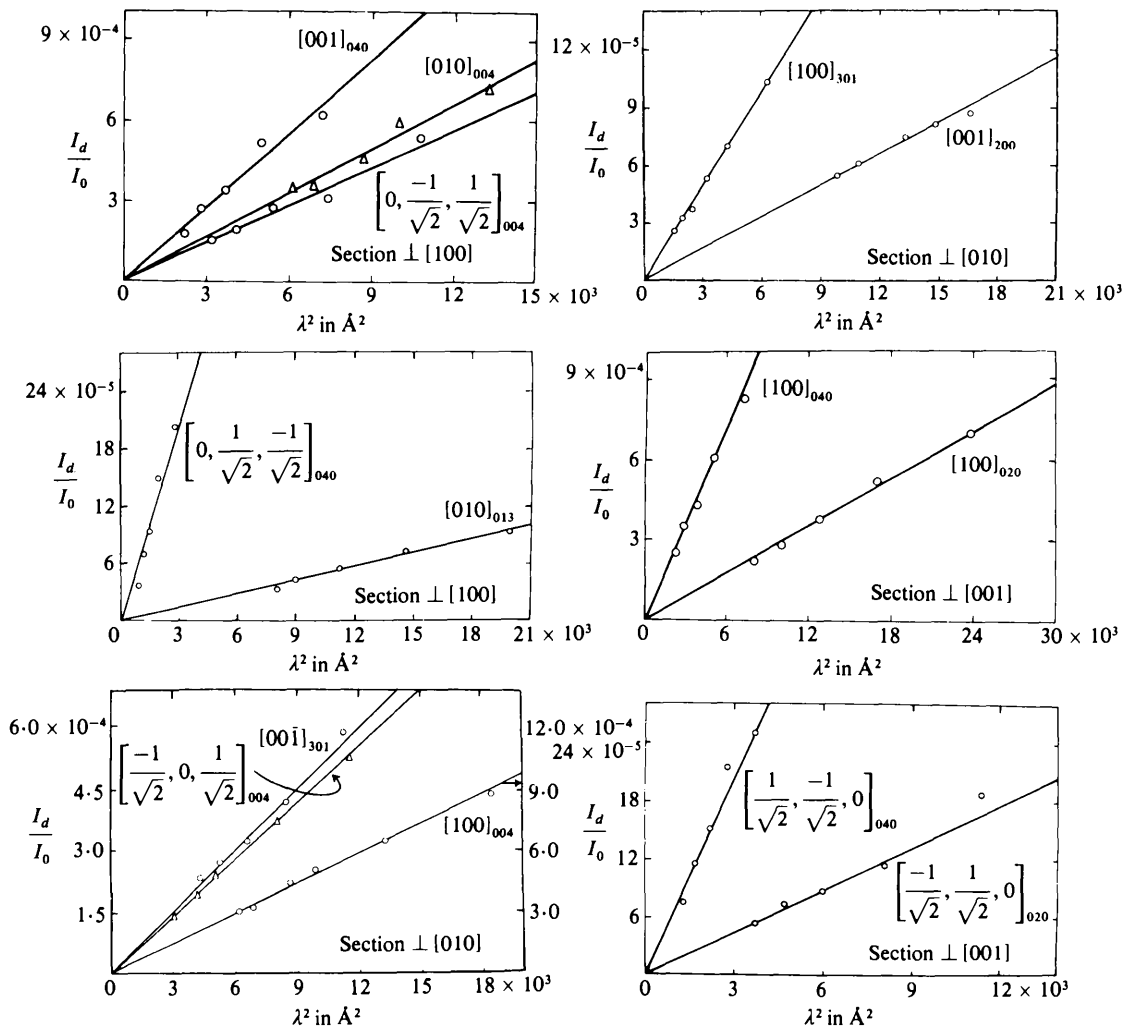 9 × 10⁻⁴
6
3
I_d/I_0
[001]₀₄₀
[010]₀₀₄
[0, -1/√2, 1/√2]₀₀₄
Section ⊥ [100]
0 3 6 9 12 15 × 10³
λ² in Å²
12 × 10⁻⁵
9
6
3
I_d/I_0
[100]₃₀₁
[001]₂₀₀
Section ⊥ [010]
0 3 6 9 12 15 18 21 × 10³
λ² in Å²
24 × 10⁻⁵
18
12
6
I_d/I_0
[0, 1/√2, -1/√2]₀₄₀
[010]₀₁₃
Section ⊥ [100]
0 3 6 9 12 15 18 21 × 10³
λ² in Å²
9 × 10⁻⁴
6
3
I_d/I_0
[100]₀₄₀
[100]₀₂₀
Section ⊥ [001]
0 6 12 18 24 30 × 10³
λ² in Å²
6·0 × 10⁻⁴
4·5
3·0
1·5
I_d/I_0
[001̄]₃₀₁
[-1/√2, 0, 1/√2]₀₀₄
[100]₀₀₄
Section ⊥ [010]
12·0 × 10⁻⁴
9·0
6·0
3·0
0 3 6 9 12 15 18 × 10³
λ² in Å²
24 × 10⁻⁵
18
12
6
I_d/I_0
[1/√2, -1/√2, 0]₀₄₀
[-1/√2, 1/√2, 0]₀₂₀
Section ⊥ [001]
0 3 6 9 12 × 10³
λ² in Å²